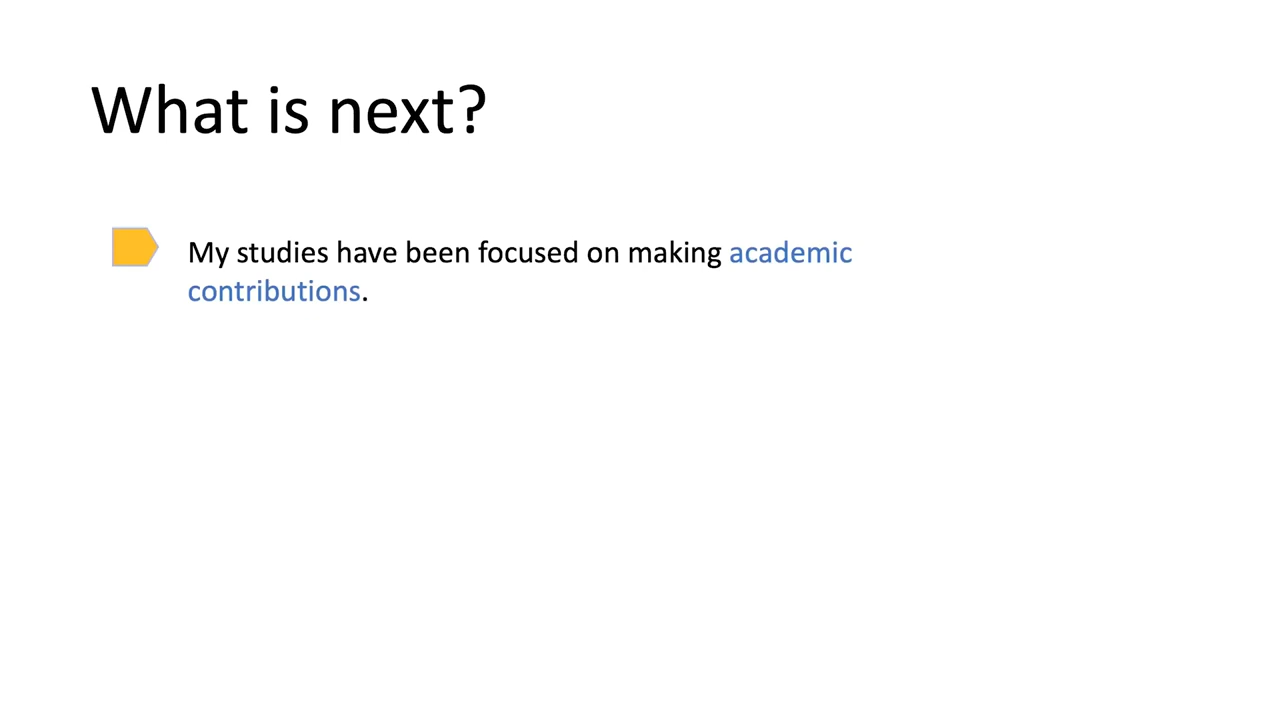 What is next?
My studies have been focused on making academic
contributions.